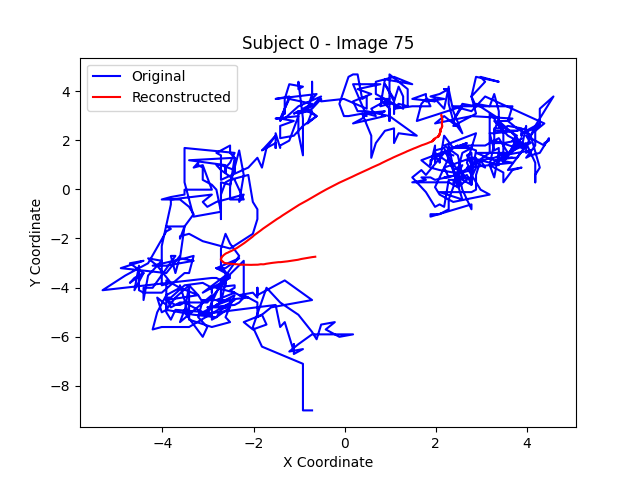 Subject 0 - Image 75
Original
Reconstructed
4
2
0
−2
−4
−6
−8
Y Coordinate
−4
−2
0
2
4
X Coordinate